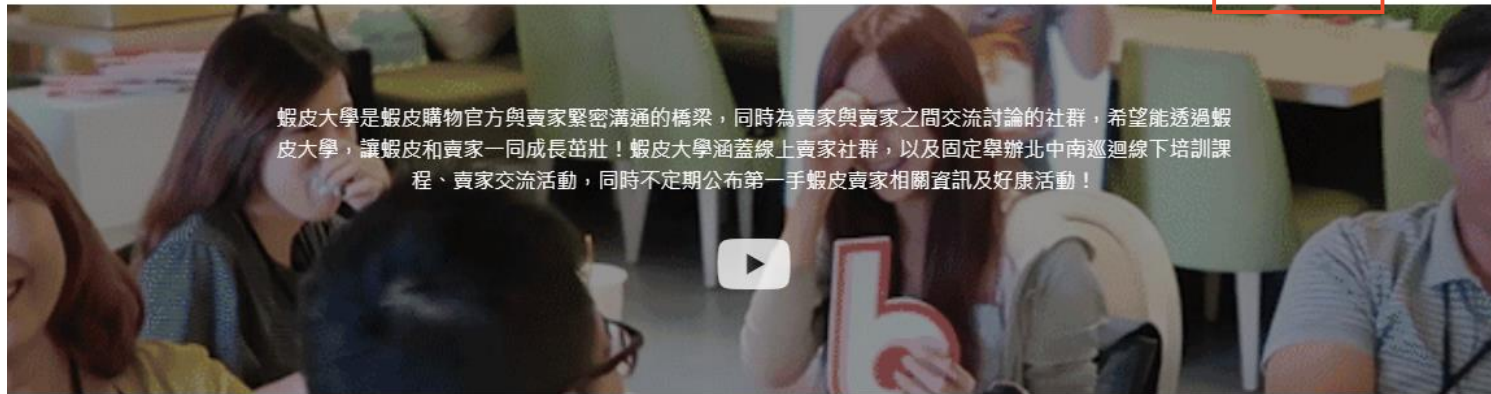 蝦皮大學是蝦皮購物官方與賣家緊密溝通的橋梁，同時為賣家與賣家之間交流討論的社群，希望能透過蝦
皮大學，讓蝦皮和賣家一同成長茁壯！蝦皮大學涵蓋線上賣家社群，以及固定舉辦北中南巡迴線下培訓課
程、賣家交流活動，同時不定期公布第一手蝦皮賣家相關資訊及好康活動！
b